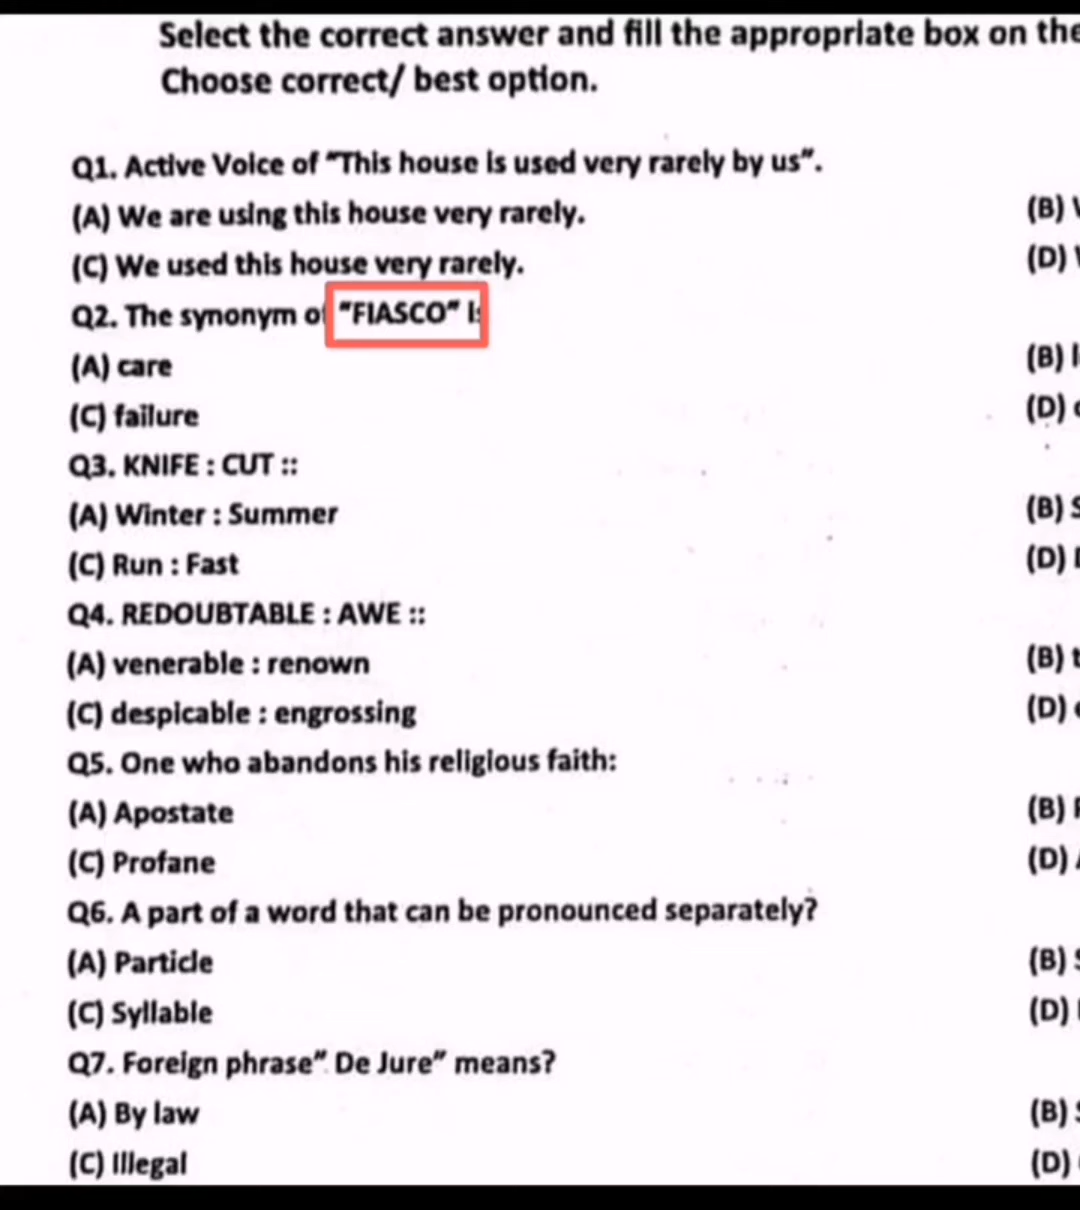 Select the correct answer and fill the appropriate box on the
Choose correct/ best option.
Q1. Active Voice of "This house is used very rarely by us".
(A) We are using this house very rarely.
(B)
(C) We used this house very rarely.
(D)
Q2. The synonym of "FIASCO" is
(A) care
(B)
(C) failure
(D)
Q3. KNIFE : CUT ::
(A) Winter : Summer
(B)
(C) Run : Fast
(D)
Q4. REDOUBTABLE : AWE ::
(A) venerable : renown
(B)
(C) despicable : engrossing
(D)
Q5. One who abandons his religious faith:
(A) Apostate
(B)
(C) Profane
(D)
Q6. A part of a word that can be pronounced separately?
(A) Particle
(B)
(C) Syllable
(D)
Q7. Foreign phrase" De Jure" means?
(A) By law
(B)
(C) Illegal
(D)